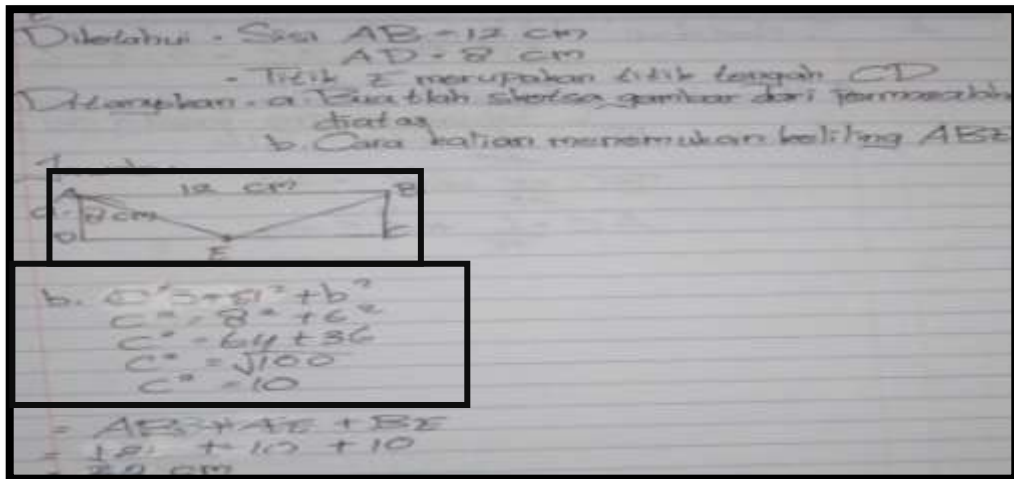 Diketahui - Sisi AB = 12 cm
AD = 8 cm
- Titik E merupakan titik tengah CD
Ditanyakan - a. Buatlah sketsa gambar dari permasalahan
diatas
b. Cara kalian menemukan keliling ABE
A 12 cm B
a. 8 cm
D E C
b. C² = a² + b²
C² = 8² + 6²
C² = 64 + 36
C² = √100
C² = 10
= AB + AE + BE
= 12 + 10 + 10
= 32 cm